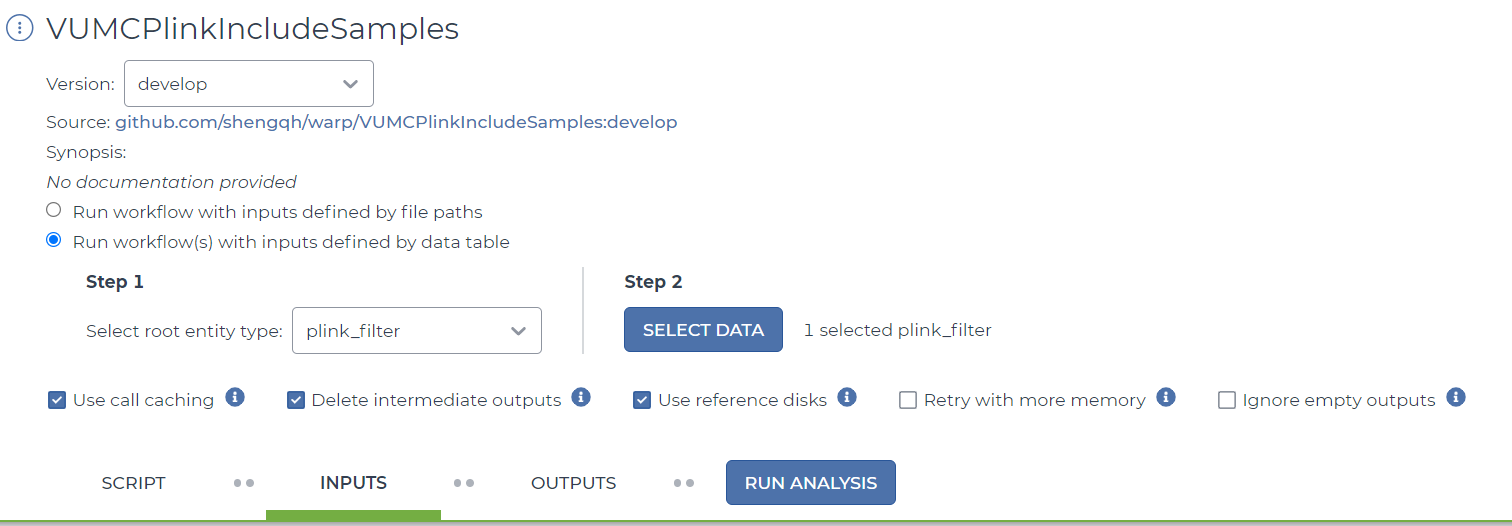 VUMCPlinkIncludeSamples
Version: develop
Source: github.com/shengqh/warp/VUMCPlinkIncludeSamples:develop
Synopsis:
No documentation provided
Run workflow with inputs defined by file paths
Run workflow(s) with inputs defined by data table
Step 1
Select root entity type: plink_filter
Step 2
SELECT DATA 1 selected plink_filter
Use call caching Delete intermediate outputs Use reference disks Retry with more memory Ignore empty outputs
SCRIPT INPUTS OUTPUTS RUN ANALYSIS